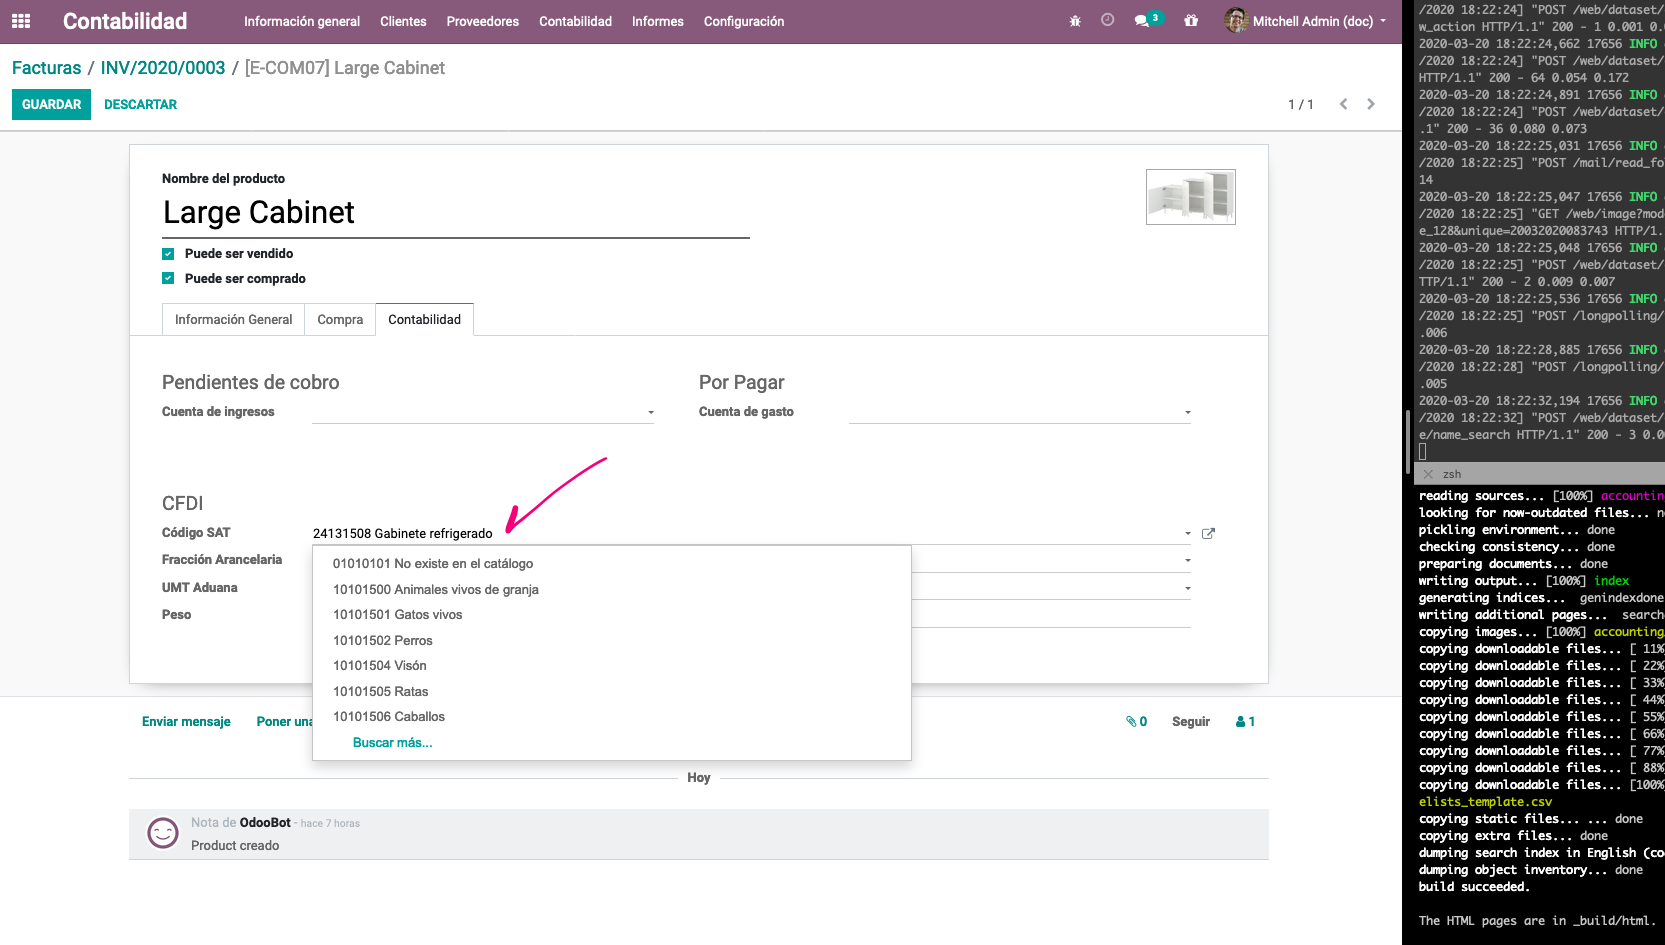 Contabilidad
Información general Clientes Proveedores Contabilidad Informes Configuración
3
Mitchell Admin (doc)
Facturas / INV/2020/0003 / [E-COM07] Large Cabinet
GUARDAR DESCARTAR
1 / 1
Nombre del producto
Large Cabinet
Puede ser vendido
Puede ser comprado
Información General Compra Contabilidad
Pendientes de cobro
Cuenta de ingresos
Por Pagar
Cuenta de gasto
CFDI
Código SAT 24131508 Gabinete refrigerado
Fracción Arancelaria
UMT Aduana
Peso
01010101 No existe en el catálogo
10101500 Animales vivos de granja
10101501 Gatos vivos
10101502 Perros
10101504 Visón
10101505 Ratas
10101506 Caballos
Buscar más...
Enviar mensaje Poner una
0 Seguir 1
Hoy
Nota de OdooBot - hace 7 horas
Product creado
/2020 18:22:24] "POST /web/dataset/
w_action HTTP/1.1" 200 - 1 0.001 0.
2020-03-20 18:22:24,662 17656 INFO
/2020 18:22:24] "POST /web/dataset/
HTTP/1.1" 200 - 64 0.054 0.172
2020-03-20 18:22:24,891 17656 INFO
/2020 18:22:24] "POST /web/dataset/
.1" 200 - 36 0.080 0.073
2020-03-20 18:22:25,031 17656 INFO
/2020 18:22:25] "POST /mail/read_fo
14
2020-03-20 18:22:25,047 17656 INFO
/2020 18:22:25] "GET /web/image?mod
e_128&unique=20032020083743 HTTP/1.
2020-03-20 18:22:25,048 17656 INFO
/2020 18:22:25] "POST /web/dataset/
TTP/1.1" 200 - 2 0.009 0.007
2020-03-20 18:22:25,536 17656 INFO
/2020 18:22:25] "POST /longpolling/
.006
2020-03-20 18:22:28,885 17656 INFO
/2020 18:22:28] "POST /longpolling/
.005
2020-03-20 18:22:32,194 17656 INFO
/2020 18:22:32] "POST /web/dataset/
e/name_search HTTP/1.1" 200 - 3 0.0
zsh
reading sources... [100%] accountin
looking for now-outdated files... n
pickling environment... done
checking consistency... done
preparing documents... done
writing output... [100%] index
generating indices... genindexdone
writing additional pages... search
copying images... [100%] accounting
copying downloadable files... [ 11%
copying downloadable files... [ 22%
copying downloadable files... [ 33%
copying downloadable files... [ 44%
copying downloadable files... [ 55%
copying downloadable files... [ 66%
copying downloadable files... [ 77%
copying downloadable files... [ 88%
copying downloadable files... [100%
elists_template.csv
copying static files... ... done
copying extra files... done
dumping search index in English (co
dumping object inventory... done
build succeeded.
The HTML pages are in _build/html.